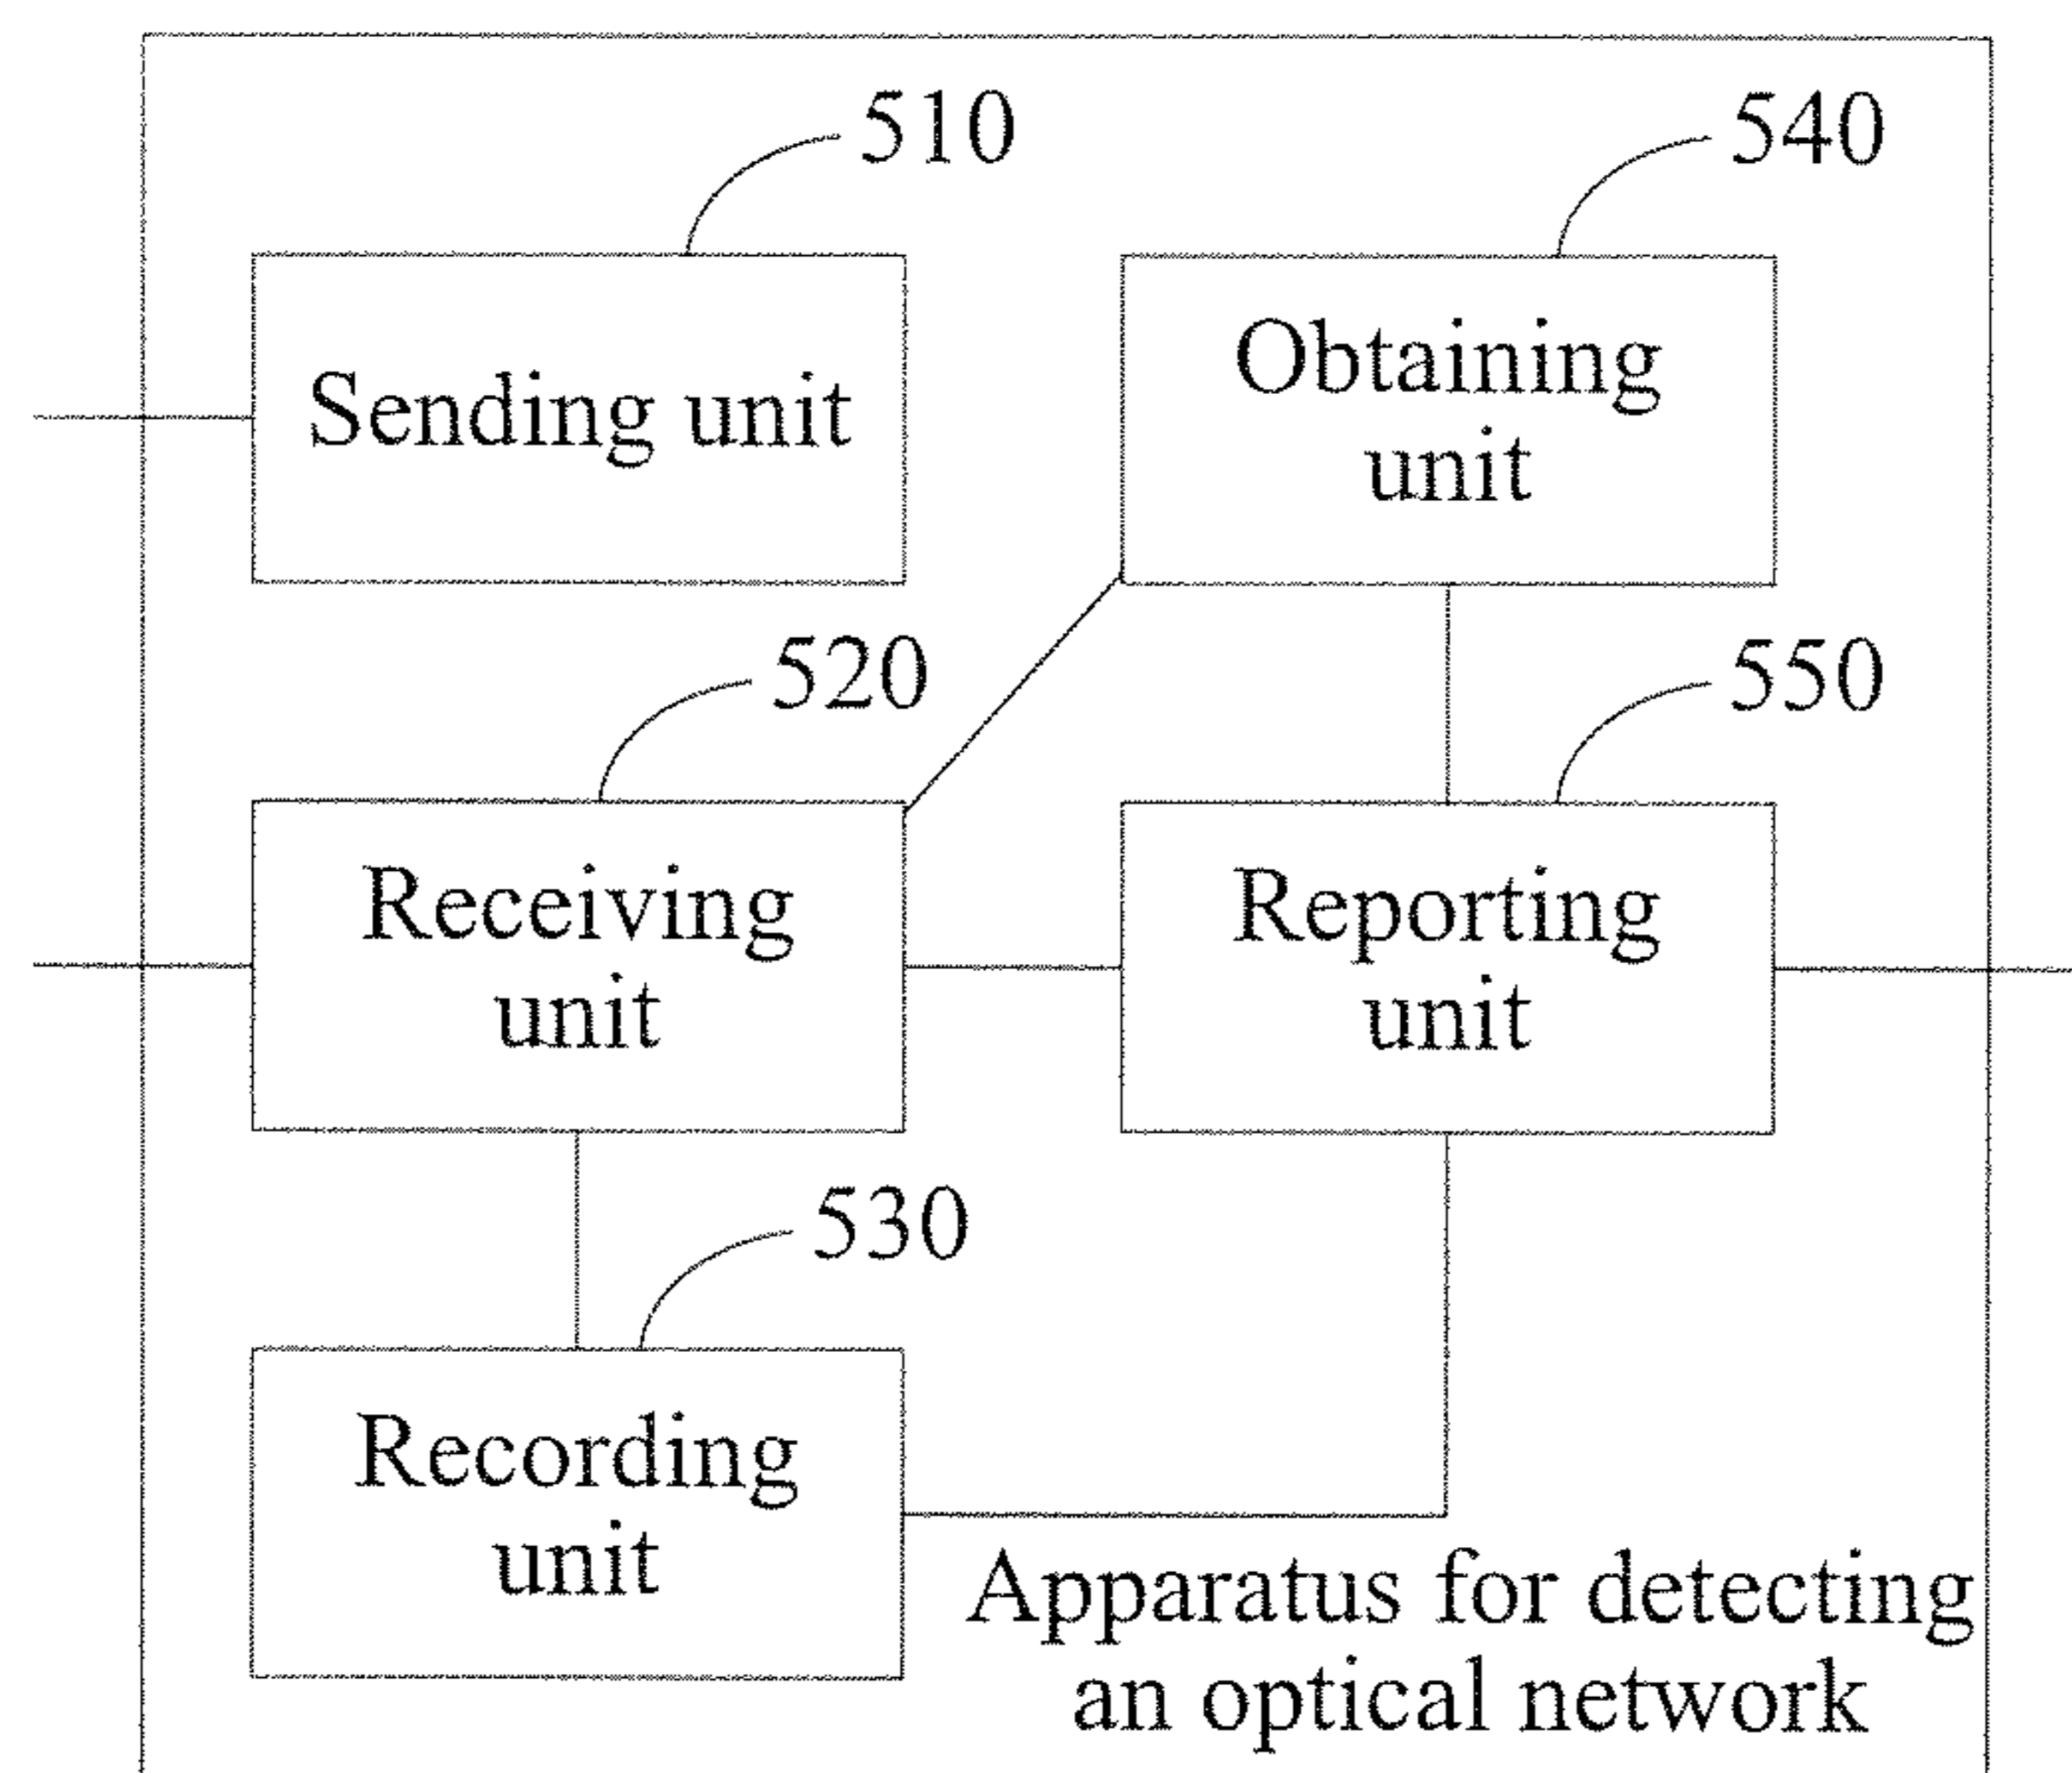 510
540
Sending unit
Obtaining
unit
520
550
Receiving
unit
Reporting
unit
530
Recording
unit
Apparatus for detecting
an optical network